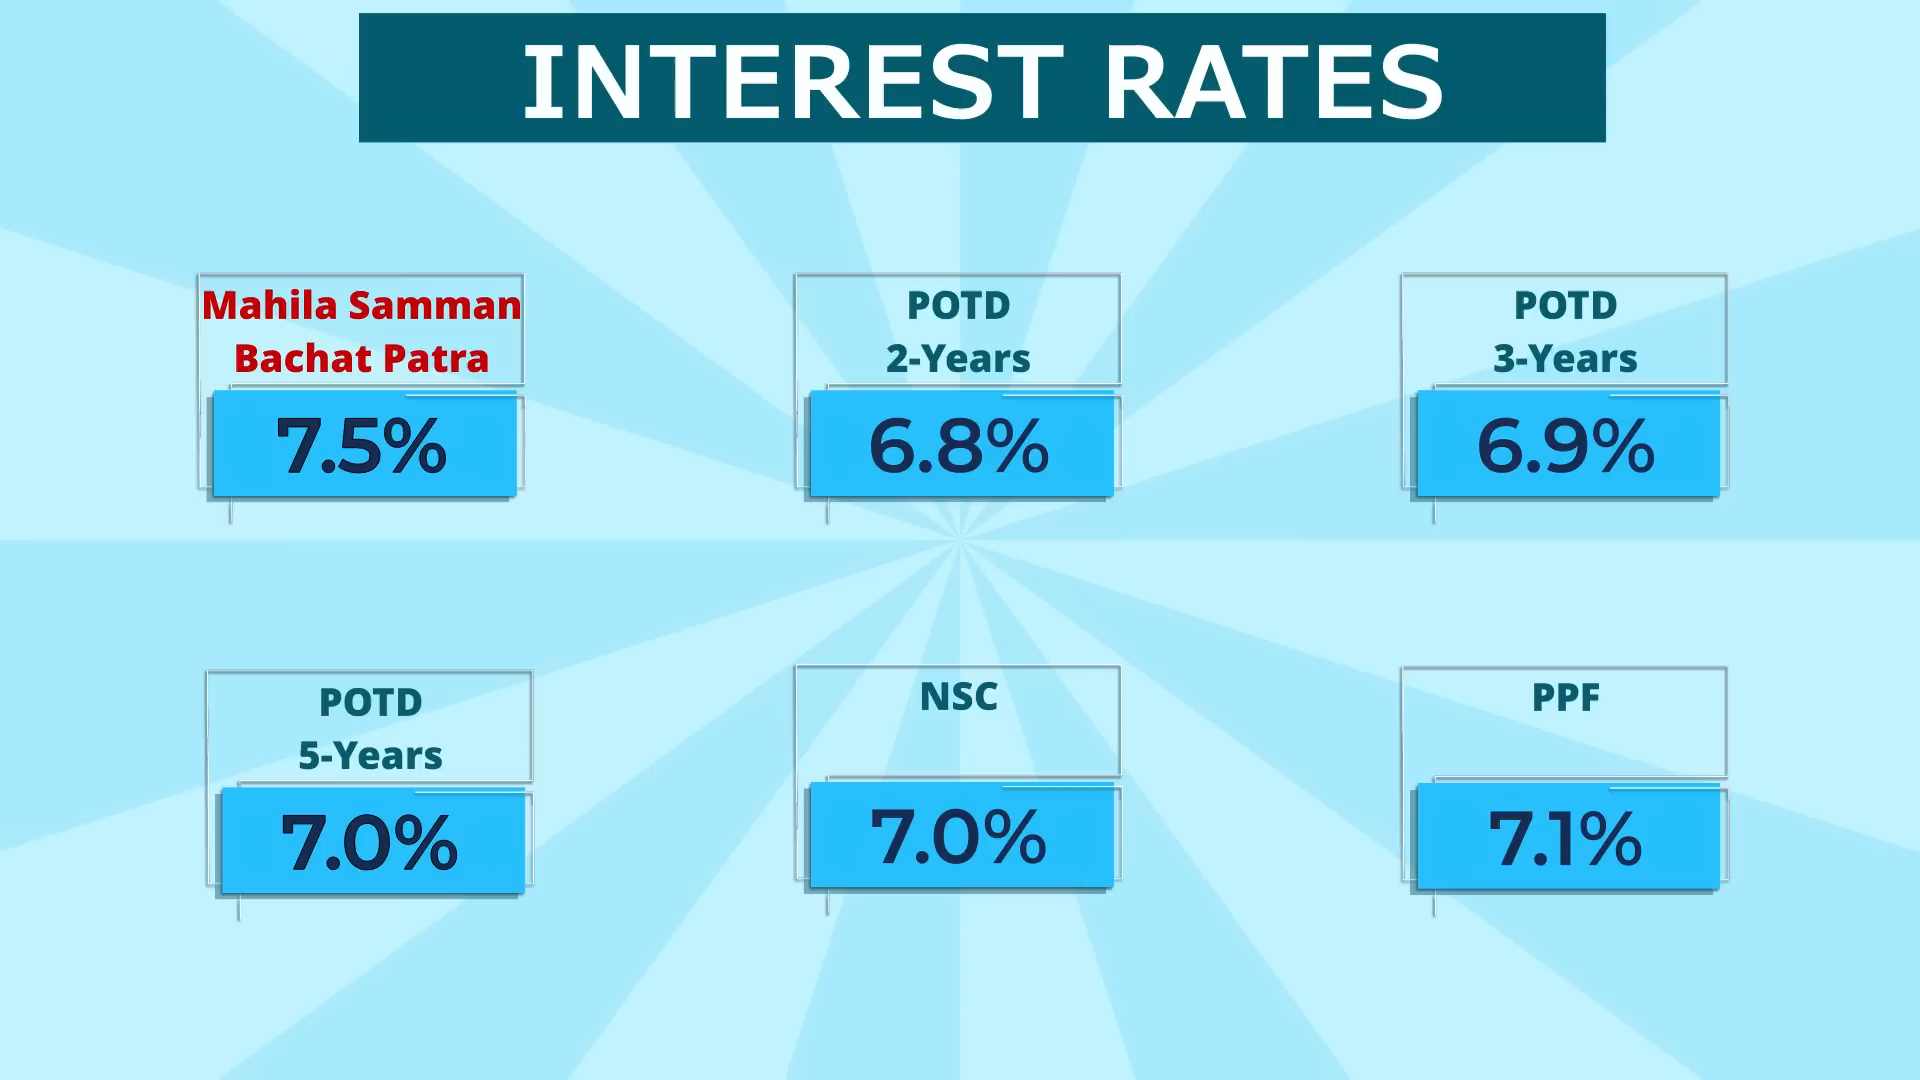 INTEREST RATES
Mahila Samman
Bachat Patra
7.5%
POTD
2-Years
6.8%
POTD
3-Years
6.9%
POTD
5-Years
7.0%
NSC
7.0%
PPF
7.1%